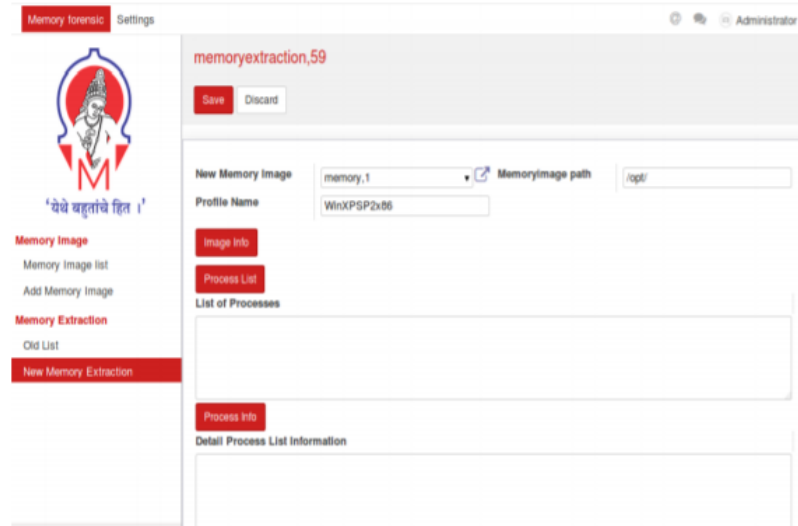 Memory forensic Settings Administrator
memoryextraction,59
Save Discard
M
'येथे बहुतांचे हित ।'
New Memory Image memory,1 Memoryimage path /opt/
Profile Name WinXPSP2x86
Image Info
Process List
List of Processes
Process Info
Detail Process List Information
Memory Image
Memory Image list
Add Memory Image
Memory Extraction
Old List
New Memory Extraction